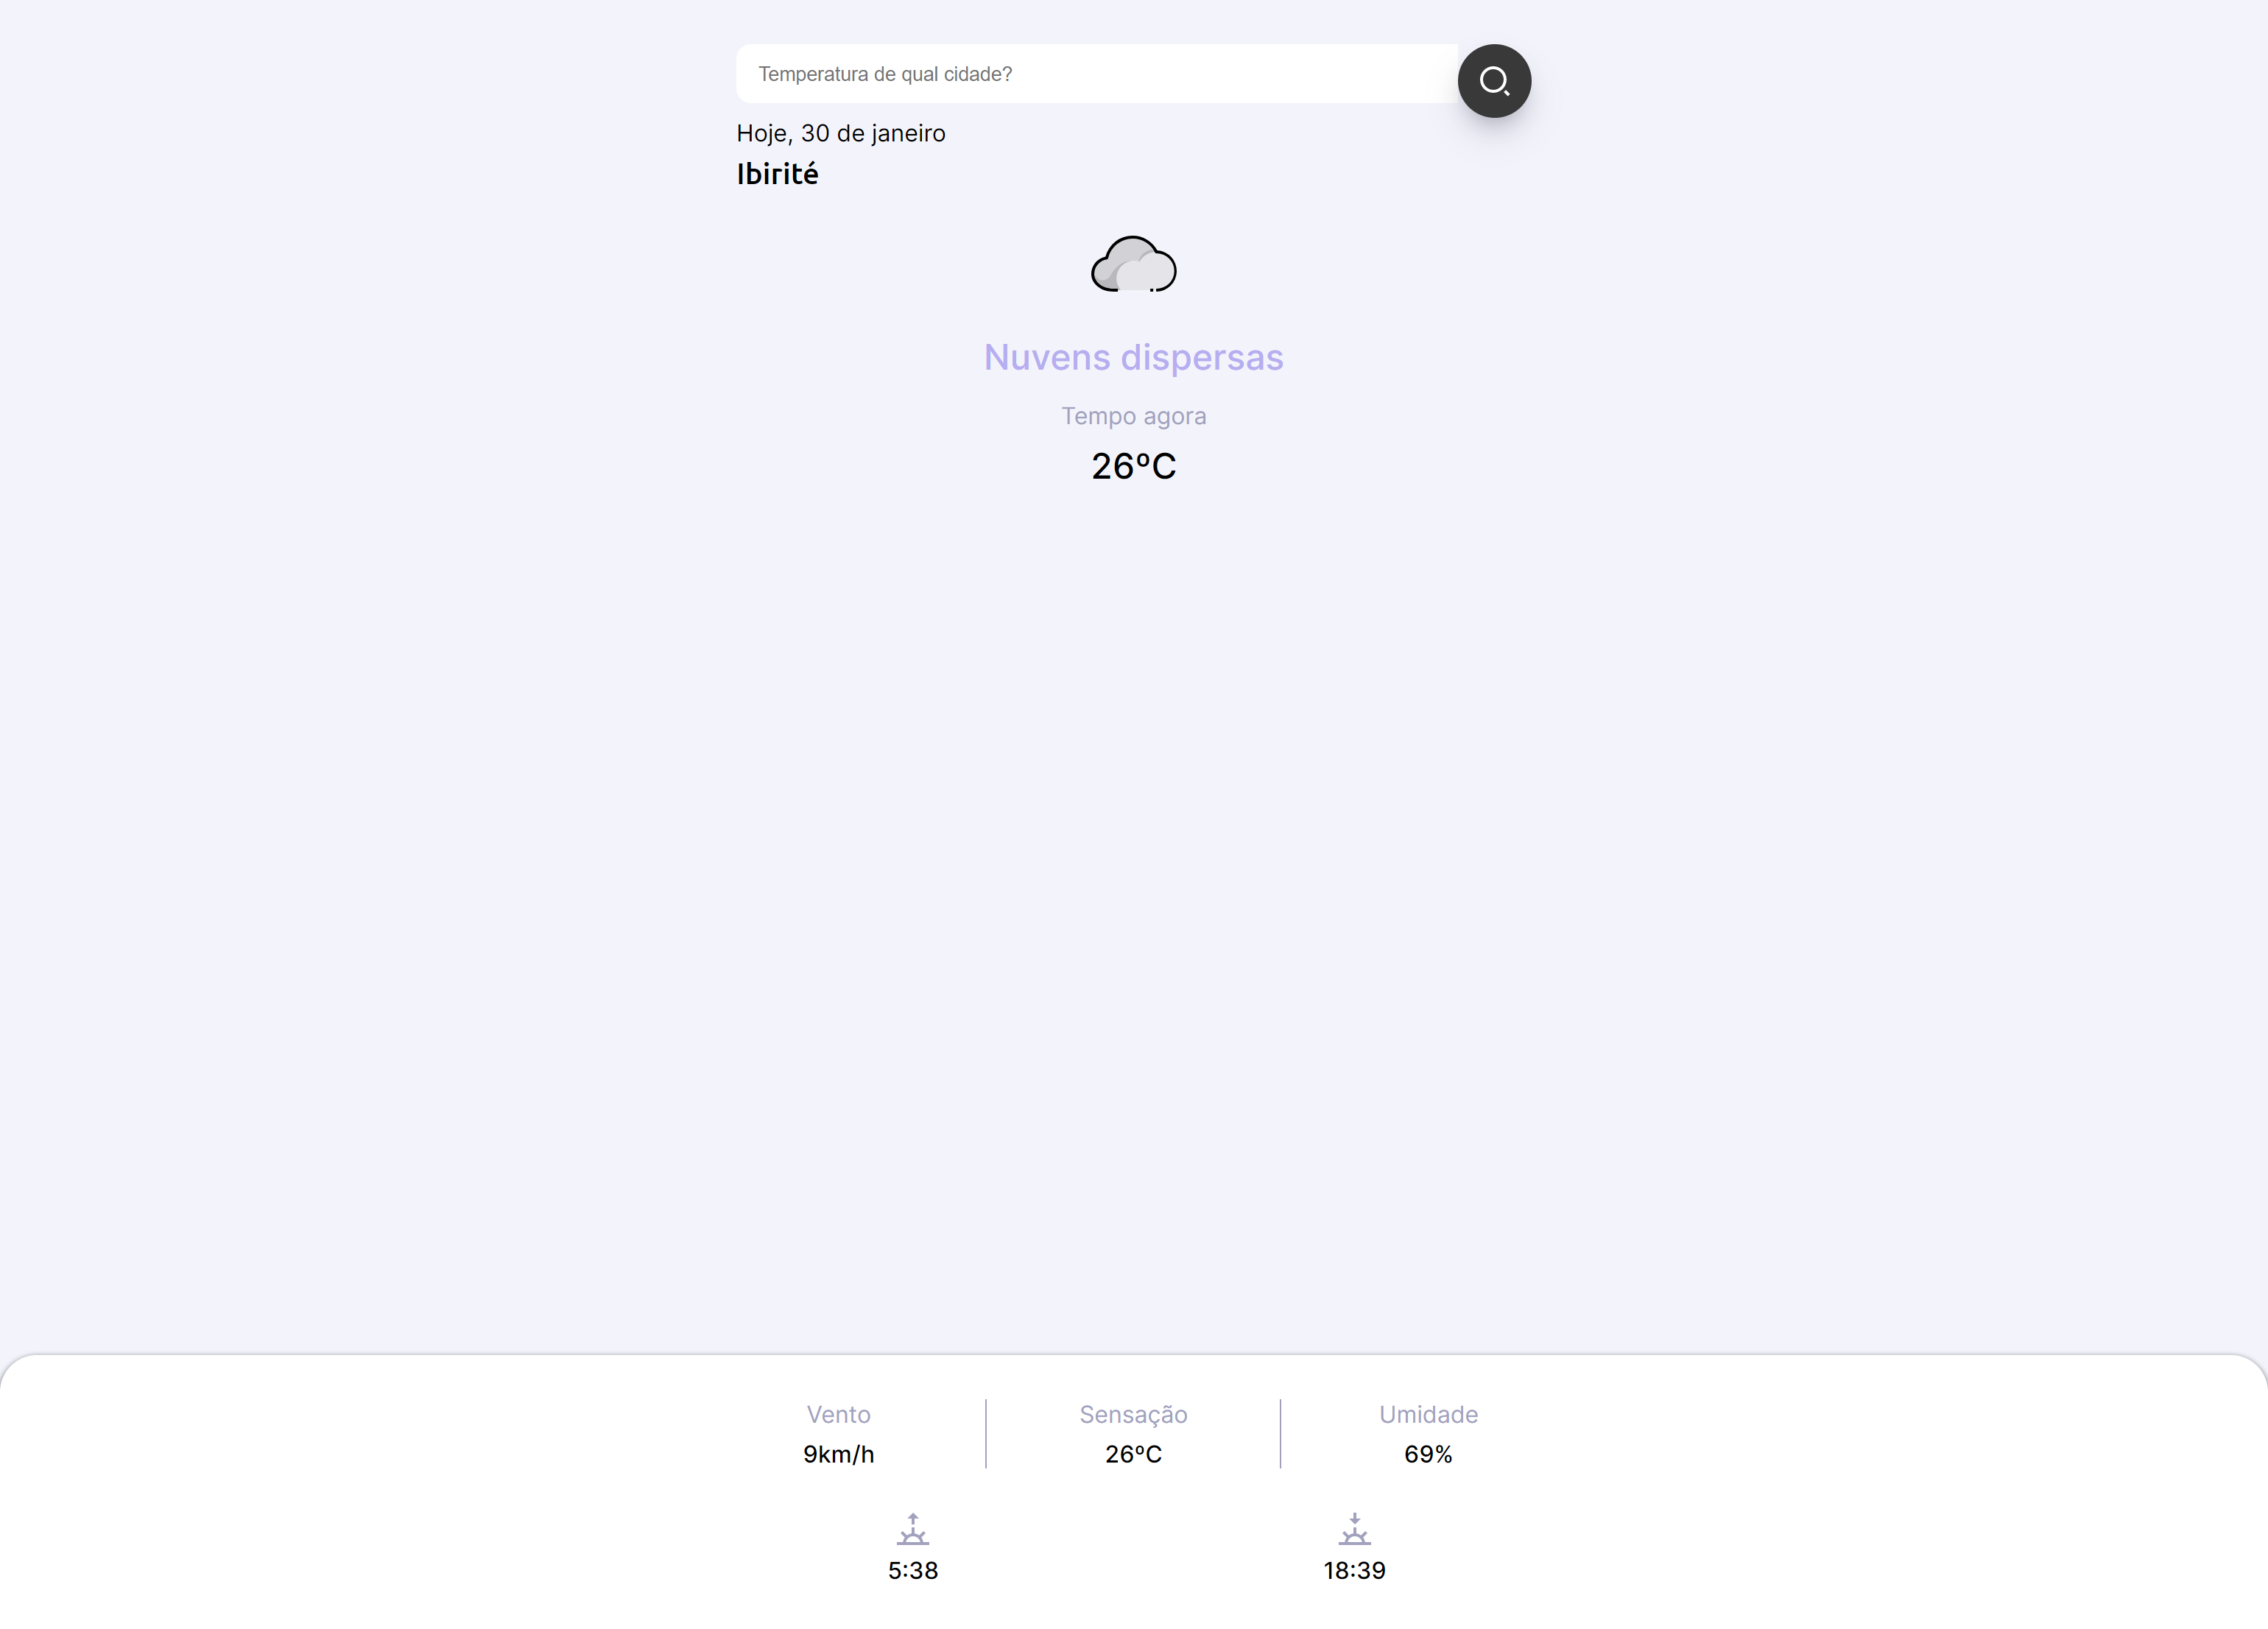 Temperatura de qual cidade?
Hoje, 30 de janeiro
Ibirité
Nuvens dispersas
Tempo agora
26ºC
Vento
Sensação
Umidade
9km/h
26ºC
69%
5:38
18:39